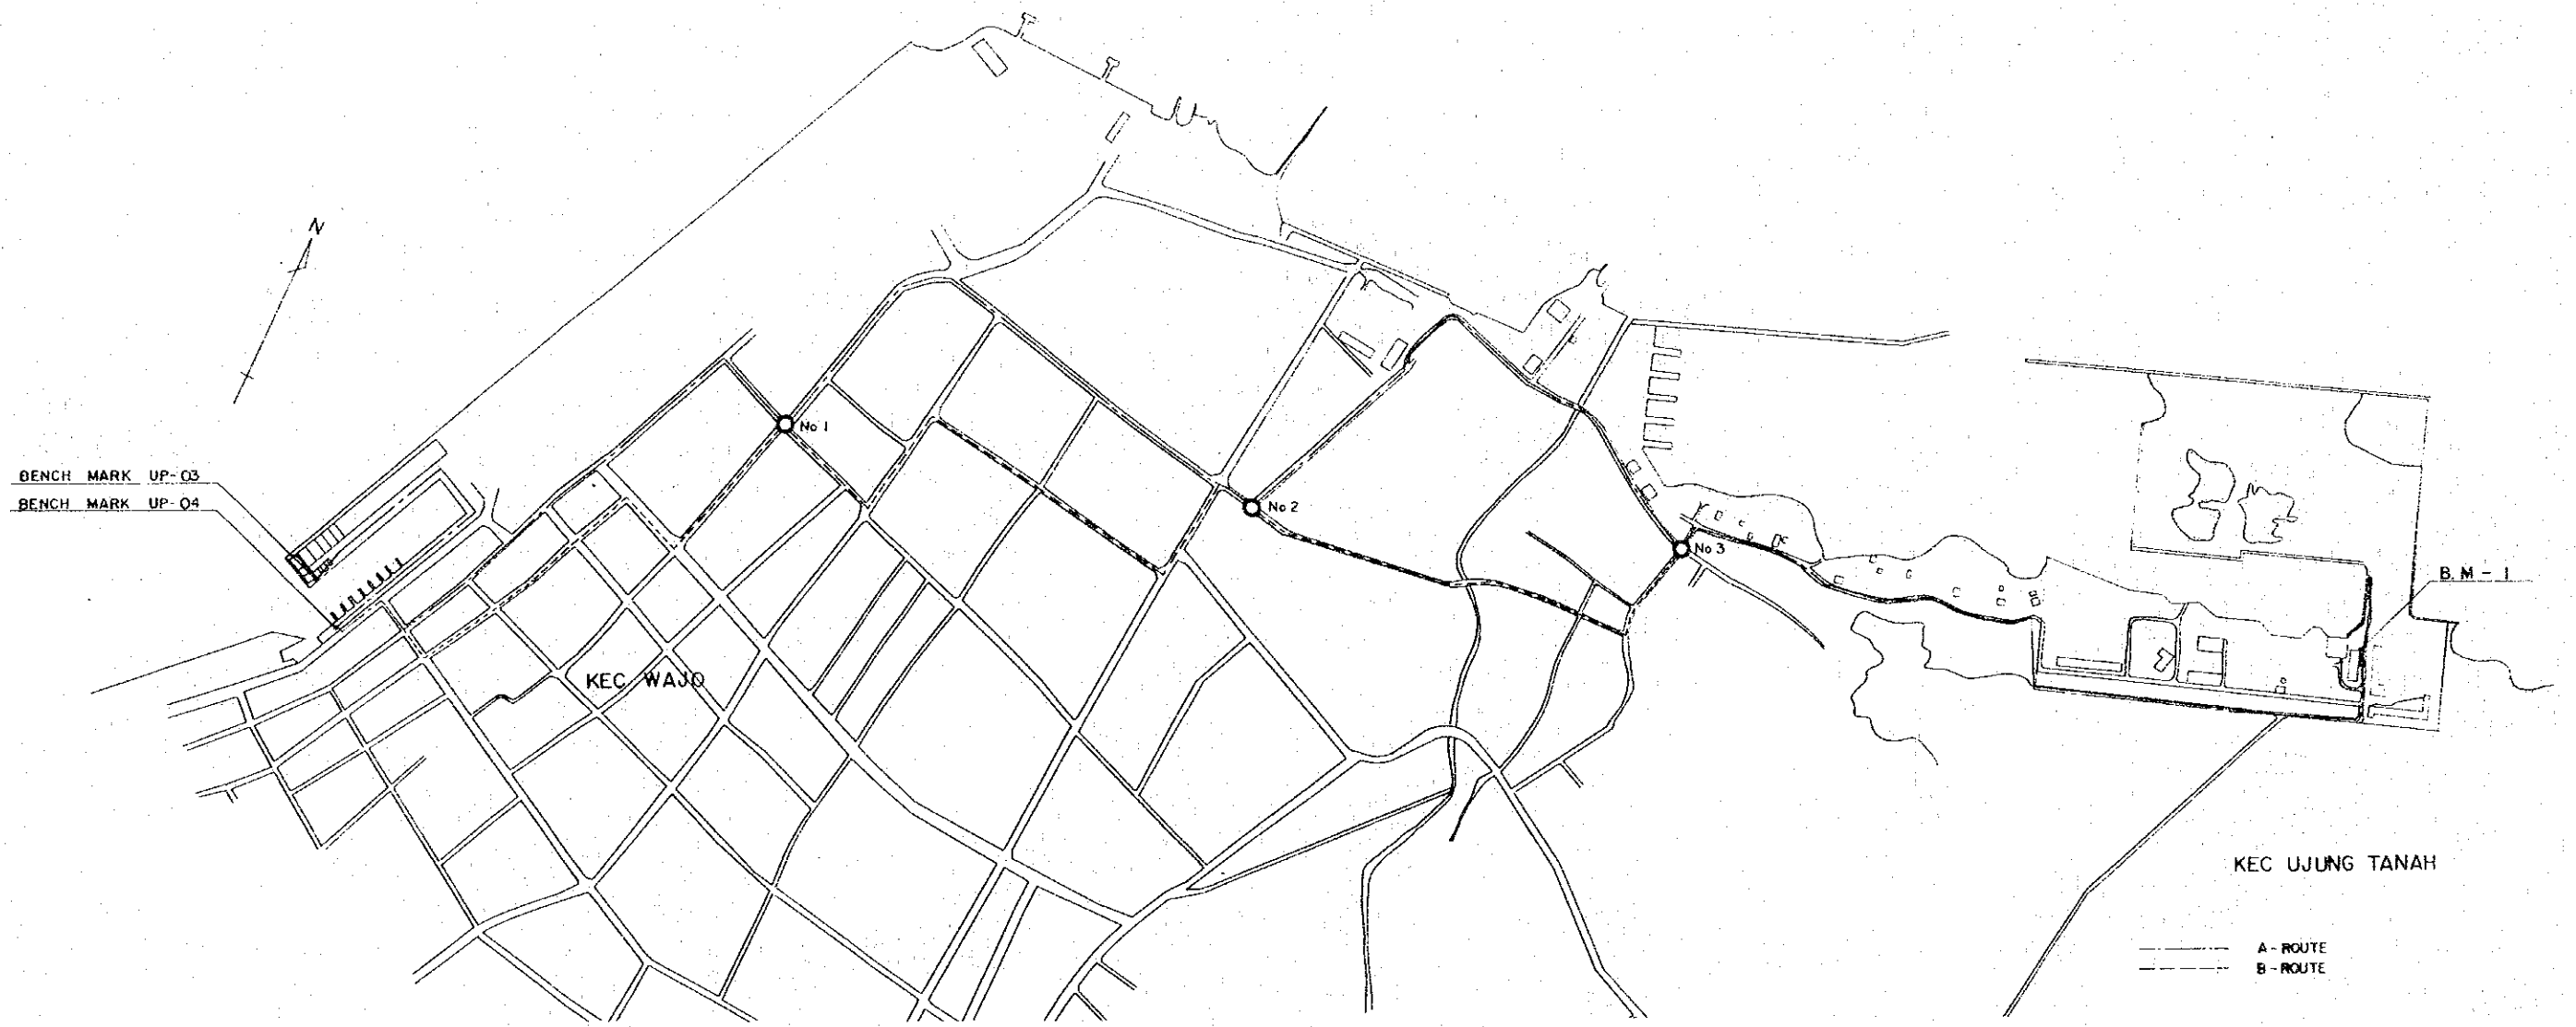 N
BENCH MARK UP-03
BENCH MARK UP-04
No 1
No 2
No 3
B.M-1
KEC WAJO
KEC UJUNG TANAH
A-ROUTE
B-ROUTE